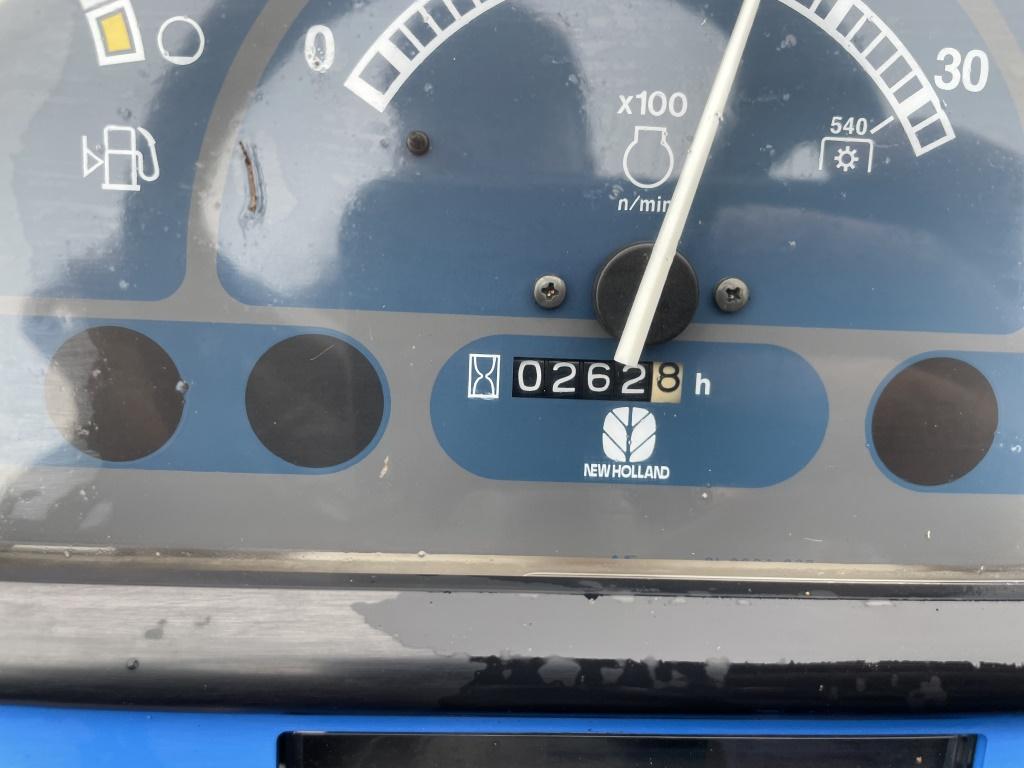 0
30
x100
540
n/min
02628 h
NEW HOLLAND